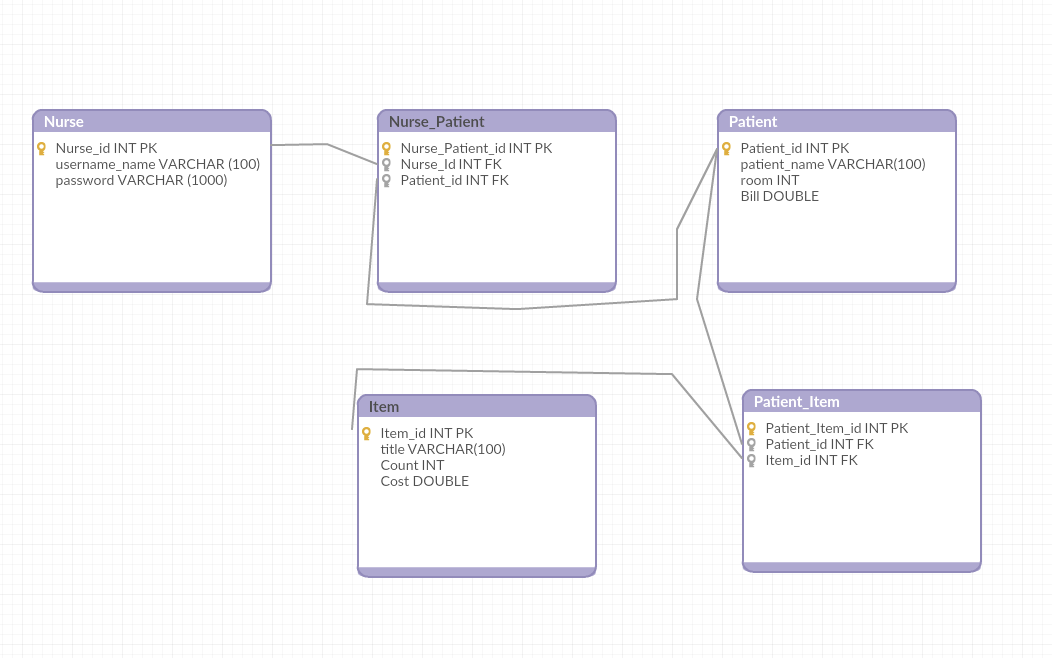 Nurse
Nurse_id INT PK
username_name VARCHAR (100)
password VARCHAR (1000)
Nurse_Patient
Nurse_Patient_id INT PK
Nurse_Id INT FK
Patient_id INT FK
Patient
Patient_id INT PK
patient_name VARCHAR(100)
room INT
Bill DOUBLE
Item
Item_id INT PK
title VARCHAR(100)
Count INT
Cost DOUBLE
Patient_Item
Patient_Item_id INT PK
Patient_id INT FK
Item_id INT FK